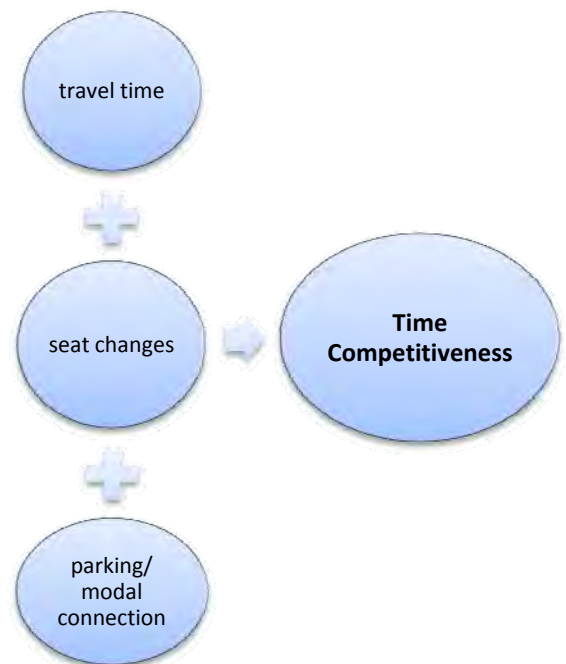 travel time
seat changes
Time
Competitiveness
parking/
modal
connection